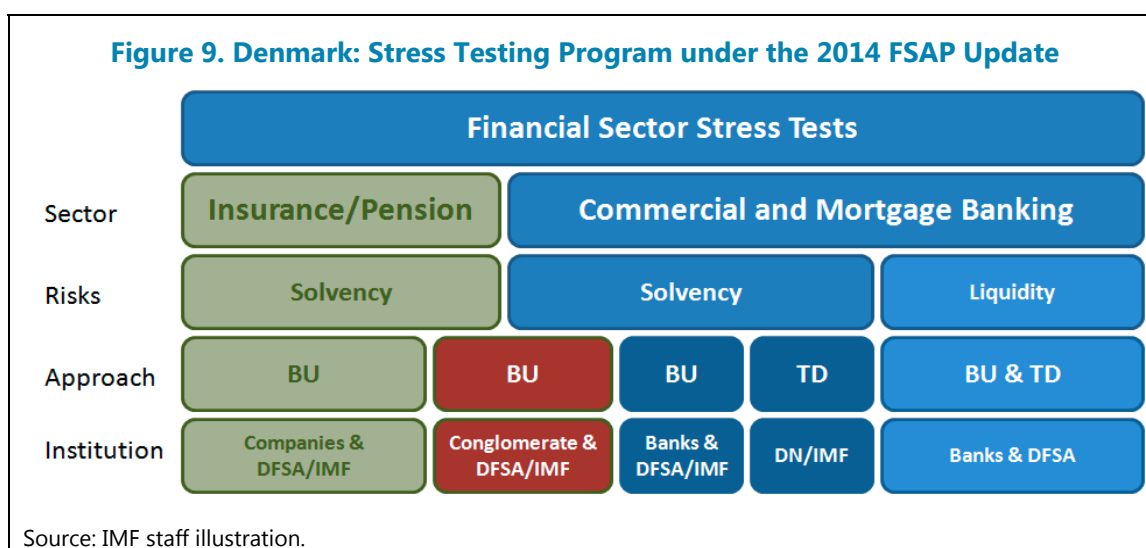 Figure 9. Denmark: Stress Testing Program under the 2014 FSAP Update
Financial Sector Stress Tests
Sector
Insurance/Pension
Commercial and Mortgage Banking
Risks
Solvency
Solvency
Liquidity
Approach
BU
BU
BU
TD
BU & TD
Institution
Companies &
DFSA/IMF
Conglomerate &
DFSA/IMF
Banks &
DFSA/IMF
DN/IMF
Banks & DFSA
Source: IMF staff illustration.